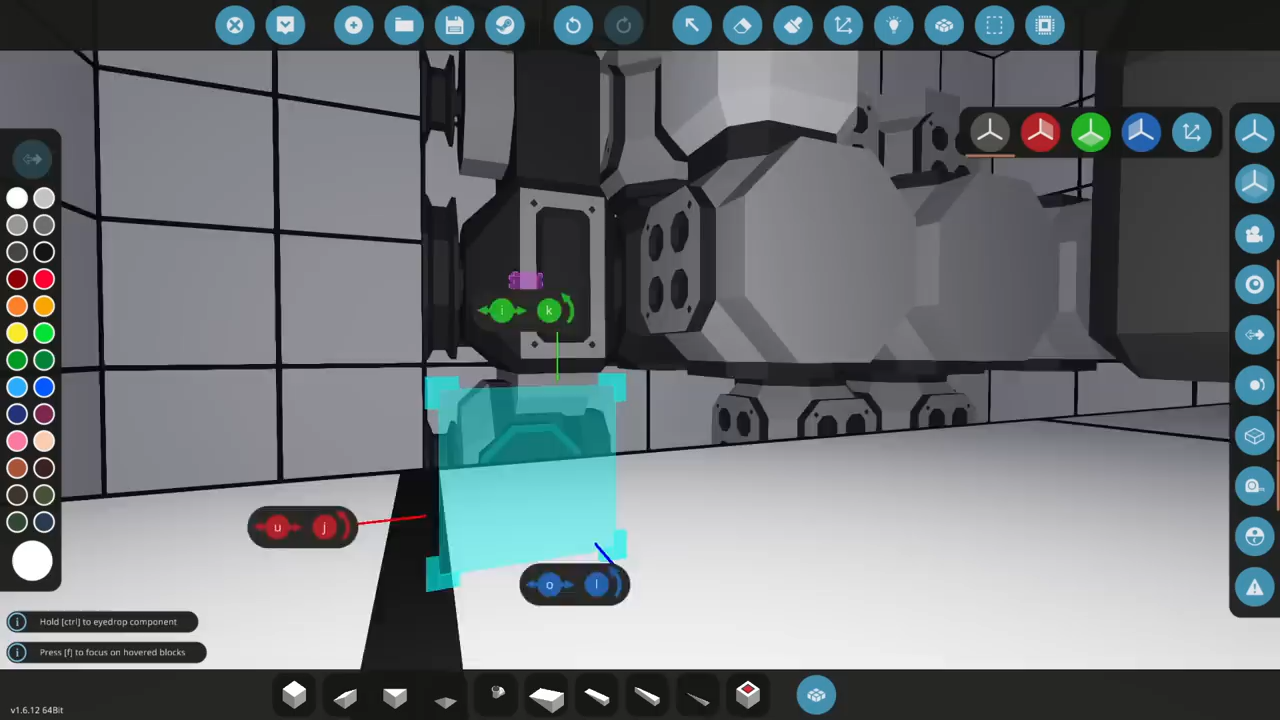 i k
u j
o l
Hold [ctrl] to eyedrop component
Press [f] to focus on hovered blocks
v1.6.12 64Bit